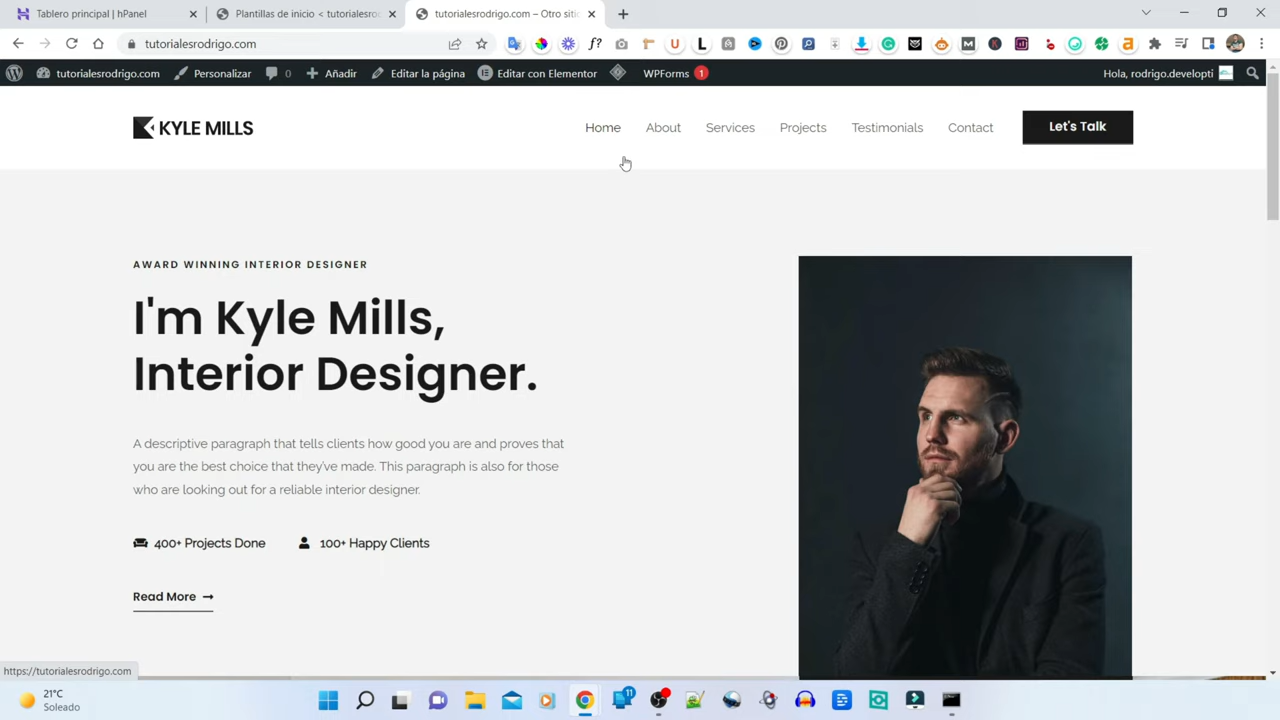 Tablero principal | hPanel
Plantillas de inicio < tutorialesro
tutorialesrodrigo.com – Otro siti
tutorialesrodrigo.com
tutorialesrodrigo.com
Personalizar
0
Añadir
Editar la página
Editar con Elementor
WPForms 1
Hola, rodrigo.developti
KYLE MILLS
Home
About
Services
Projects
Testimonials
Contact
Let's Talk
AWARD WINNING INTERIOR DESIGNER
I'm Kyle Mills,
Interior Designer.
A descriptive paragraph that tells clients how good you are and proves that
you are the best choice that they've made. This paragraph is also for those
who are looking out for a reliable interior designer.
400+ Projects Done
100+ Happy Clients
Read More
https://tutorialesrodrigo.com
21°C
Soleado
11